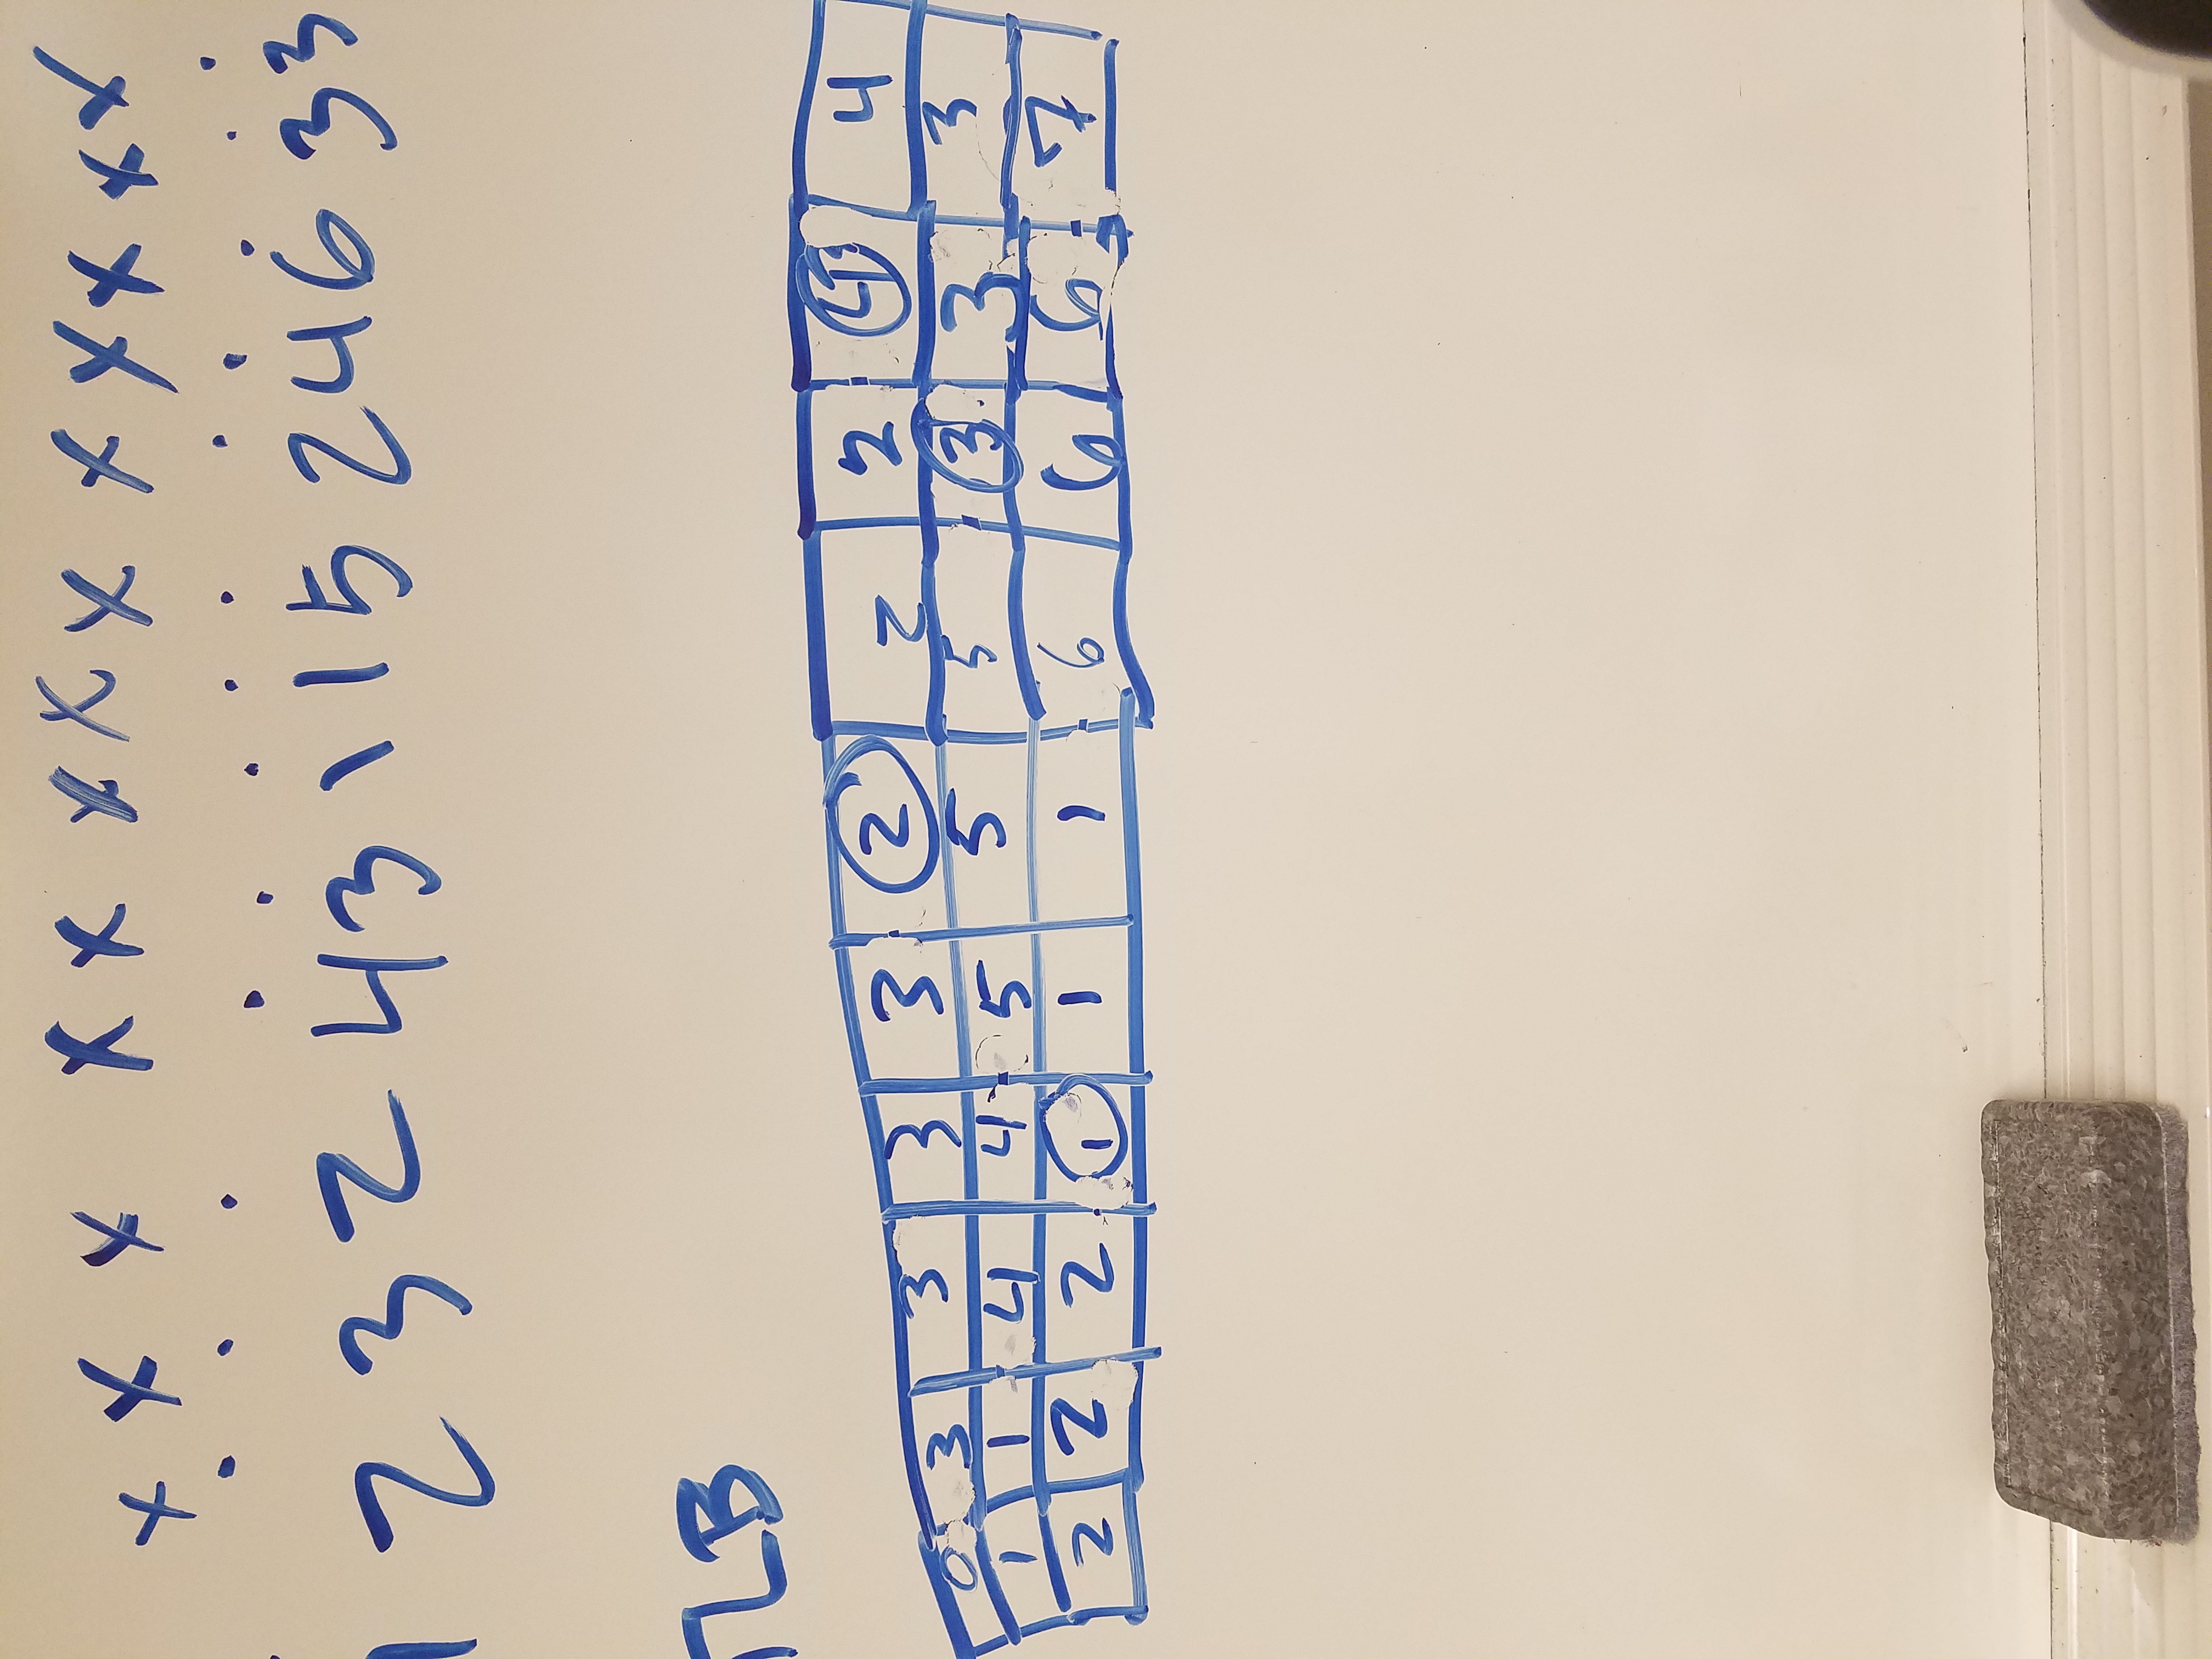 x x x x x x x x x x x x x
1 2 3 2 4 3 1 1 5 2 4 6 3 3
TLB
0 3 3 3 3 2 2 2 4 4
1 1 4 4 5 5 5 3 3 3
2 2 2 1 1 1 6 6 6 7